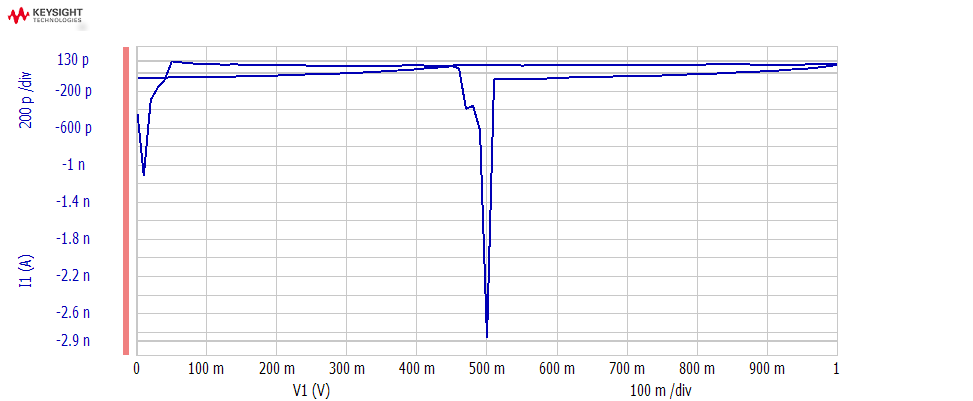 KEYSIGHT
TECHNOLOGIES
130 p
-200 p
-600 p
-1 n
-1.4 n
-1.8 n
-2.2 n
-2.6 n
-2.9 n
200 p /div
I1 (A)
0 100 m 200 m 300 m 400 m 500 m 600 m 700 m 800 m 900 m 1
V1 (V) 100 m /div